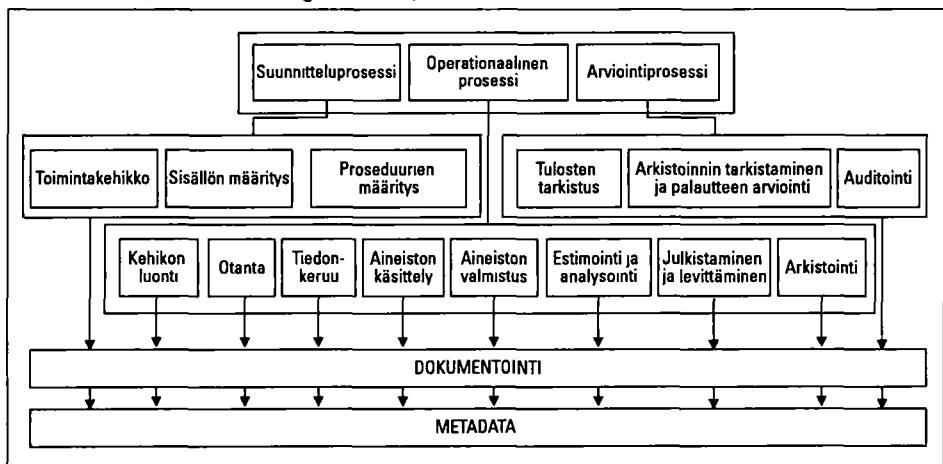 Suunnitteluprosessi
Operationaalinen
prosessi
Arviointiprosessi
Toimintakehikko
Sisällön määritys
Proseduurien
määritys
Tulosten
tarkistus
Arkistoinnin tarkistaminen
ja palautteen arviointi
Auditointi
Kehikon
luonti
Otanta
Tiedon-
keruu
Aineiston
käsittely
Aineiston
valmistus
Estimointi ja
analysointi
Julkistaminen
ja levittäminen
Arkistointi
DOKUMENTOINTI
METADATA